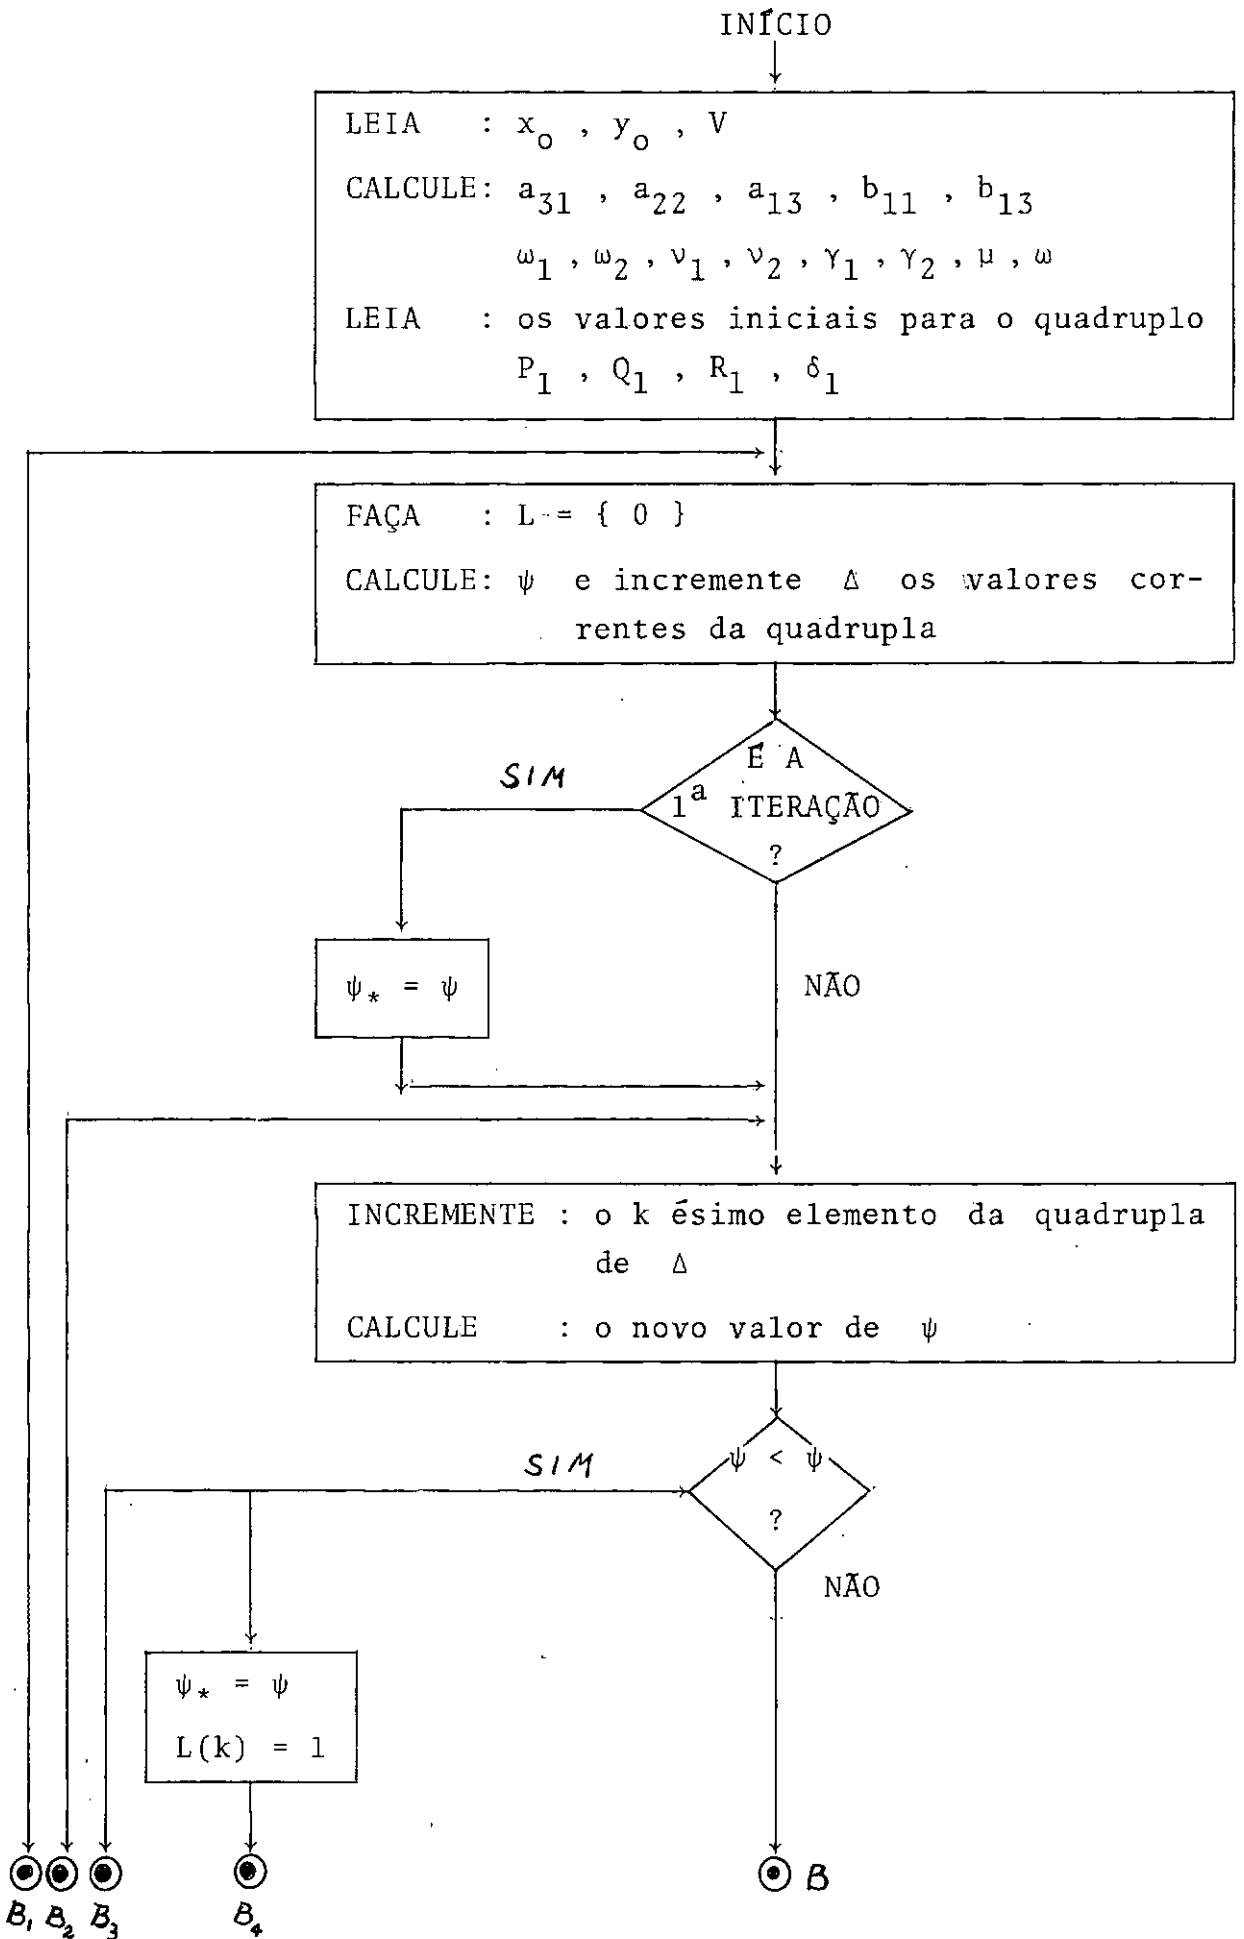 INÍCIO
LEIA : x₀ , y₀ , V
CALCULE: a₃₁ , a₂₂ , a₁₃ , b₁₁ , b₁₃
ω₁ , ω₂ , ν₁ , ν₂ , γ₁ , γ₂ , μ , ω
LEIA : os valores iniciais para o quadruplo
P₁ , Q₁ , R₁ , δ₁
FAÇA : L = { 0 }
CALCULE: ψ e incremente Δ os valores cor-
rentes da quadrupla
É A
1ª ITERAÇÃO
?
SIM
ψ* = ψ
NÃO
INCREMENTE : o k ésimo elemento da quadrupla
de Δ
CALCULE : o novo valor de ψ
ψ < ψ
?
SIM
NÃO
ψ* = ψ
L(k) = 1
B₁ B₂ B₃ B₄ B